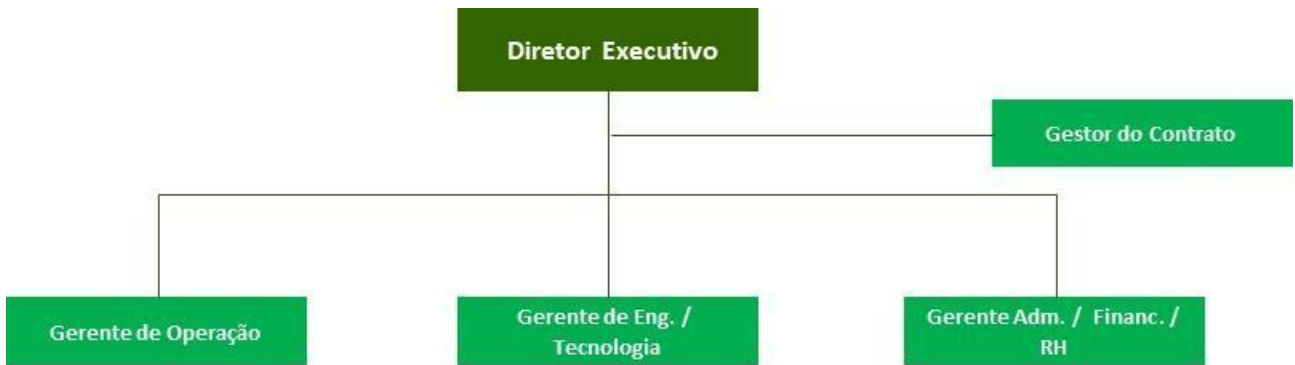 Diretor Executivo
Gestor do Contrato
Gerente de Operação
Gerente de Eng. /
Tecnologia
Gerente Adm. / Financ. /
RH